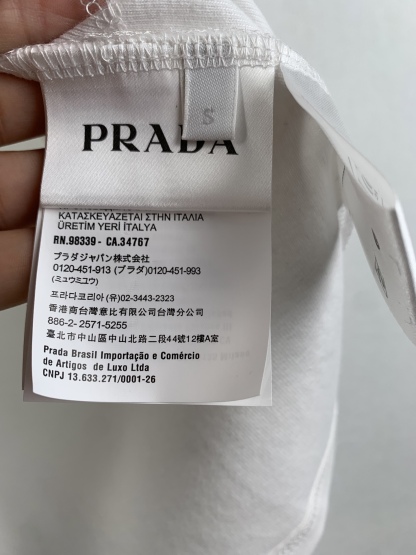 S
PRADA
ΚΑΤΑΣΚΕΥΑΖΕΤΑΙ ΣΤΗΝ ΙΤΑΛΙΑ
ÜRETİM YERİ İTALYA
RN.98339 - CA.34767
プラダジャパン株式会社
0120-451-913 (プラダ)0120-451-993
(ミュウミュウ)
프라다코리아 (유)02-3443-2323
香港商台灣意比有限公司台灣分公司
886-2- 2571-5255
臺北市中山區中山北路二段44號12樓A室
Prada Brasil Importação e Comércio
de Artigos de Luxo Ltda
CNPJ 13.633.271/0001-26